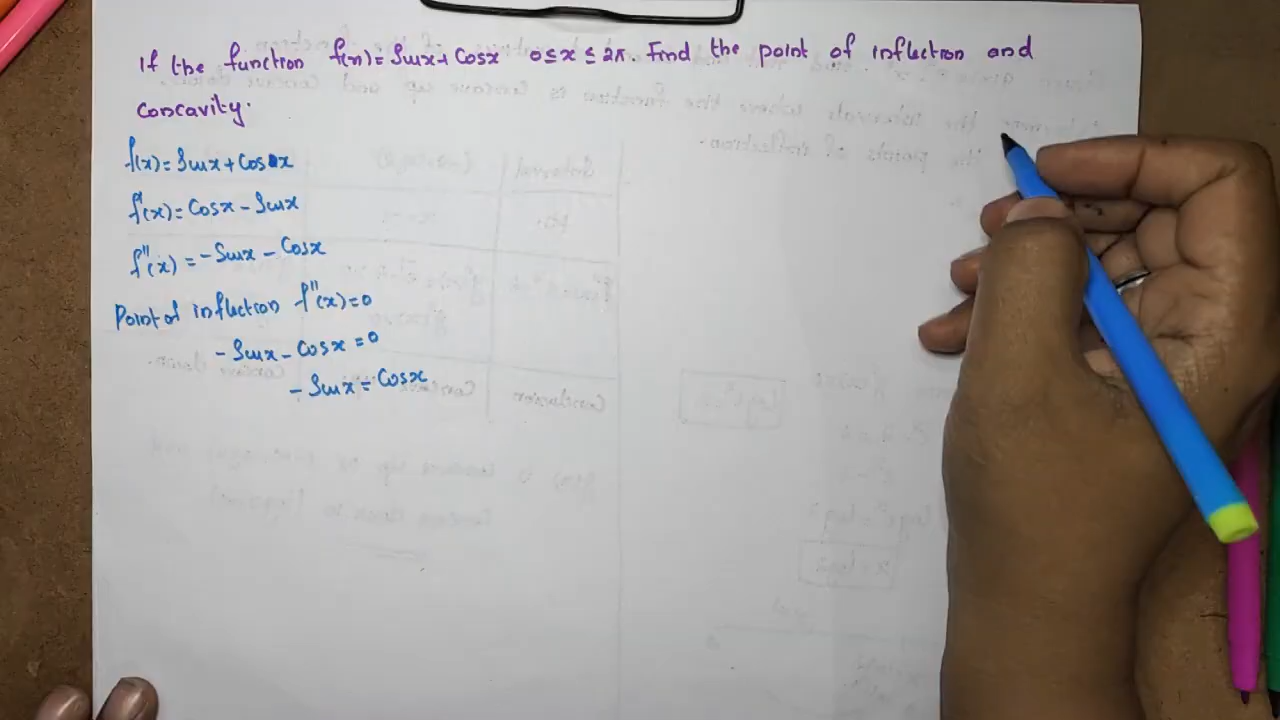 If the function f(x) = Sinx + Cosx 0 ≤ x ≤ 2π. Find the point of inflection and
concavity.
f(x) = Sinx + Cosx
f'(x) = Cosx - Sinx
f''(x) = -Sinx - Cosx
Point of inflection f''(x) = 0
- Sinx - Cosx = 0
- Sinx = Cosx